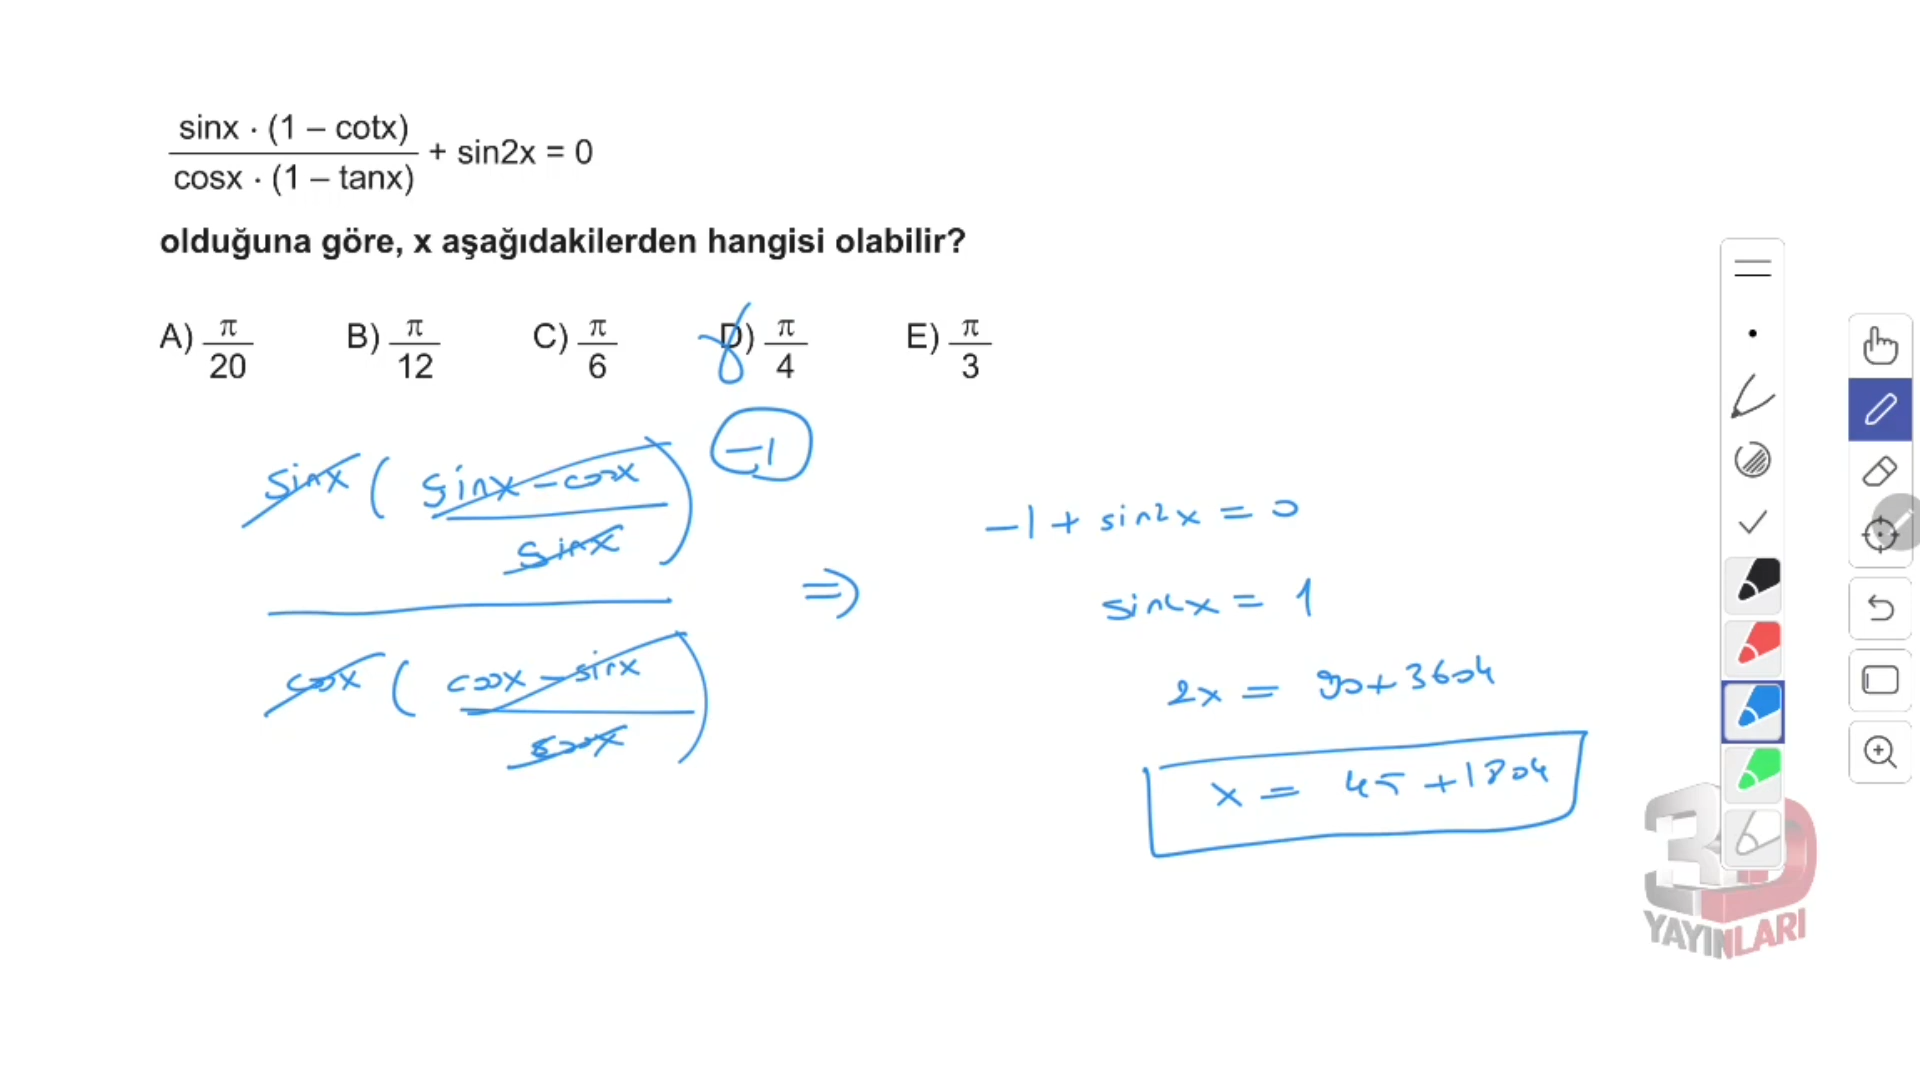 sinx · (1 – cotx)
cosx · (1 – tanx)
+ sin2x = 0
olduğuna göre, x aşağıdakilerden hangisi olabilir?
A) π/20 B) π/12 C) π/6 D) π/4 E) π/3
sinx ( sinx – cosx
sinx )
–1
cosx ( cosx – sinx
cosx )
⇒
–1 + sin2x = 0
sin2x = 1
2x = 90 + 360k
x = 45 + 180k
3D
YAYINLARI